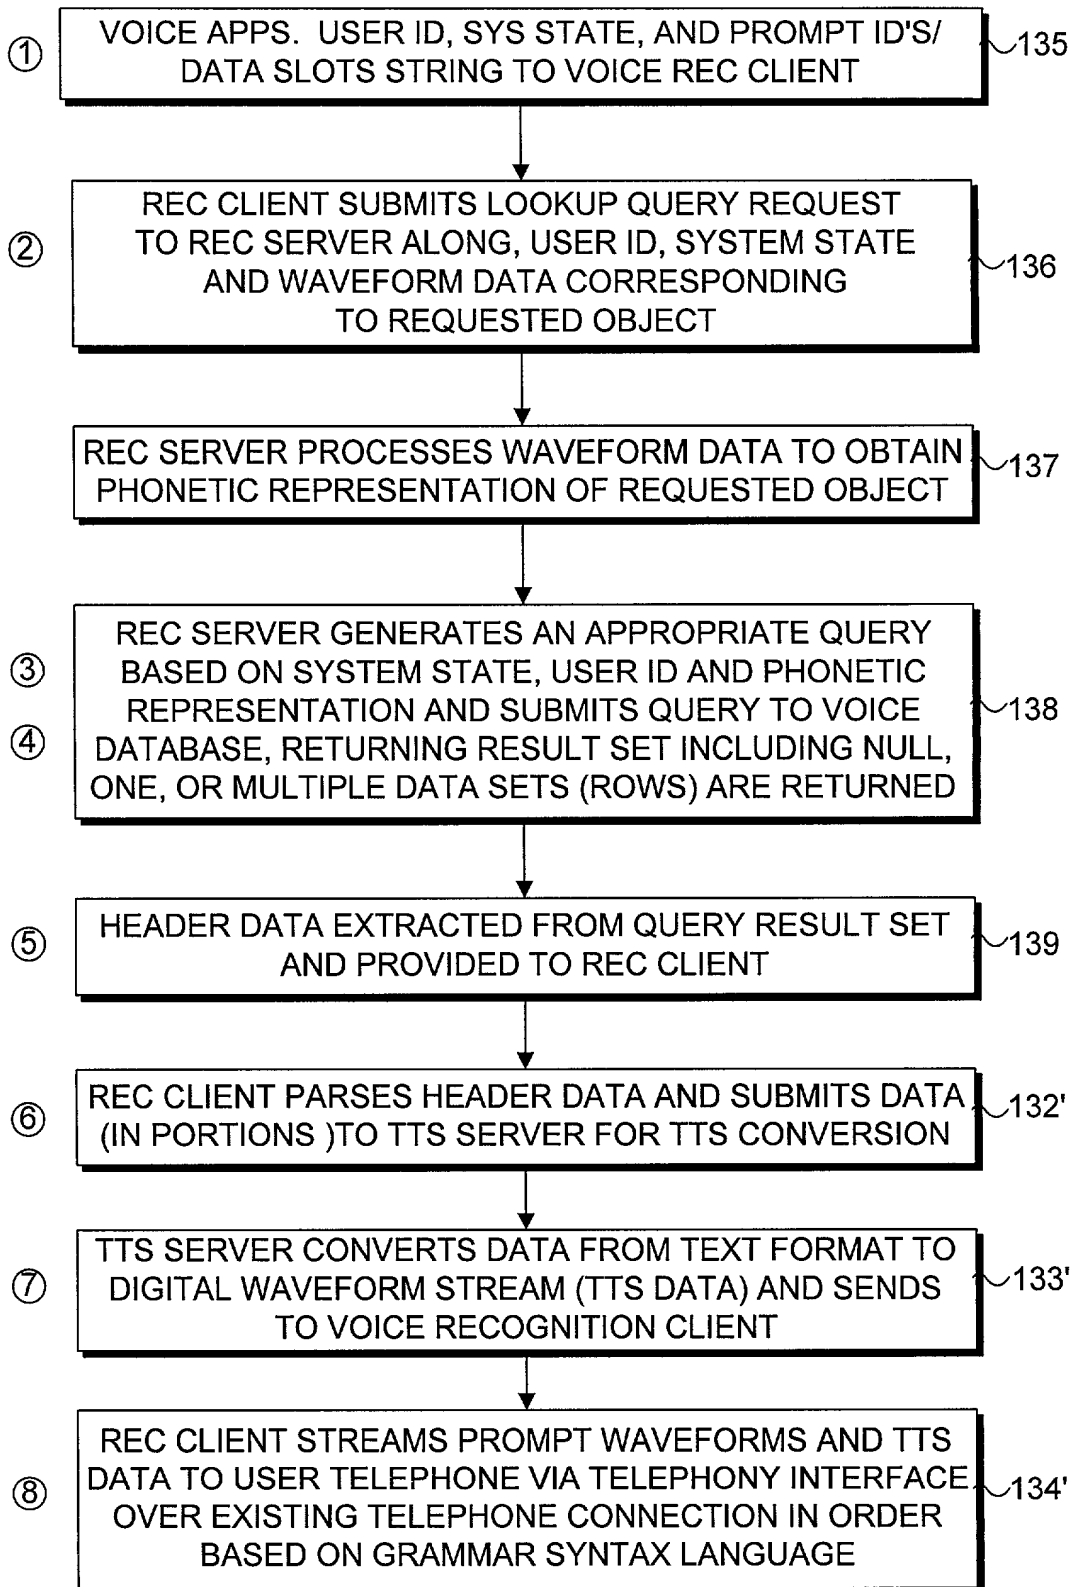 ①
VOICE APPS. USER ID, SYS STATE, AND PROMPT ID'S/
DATA SLOTS STRING TO VOICE REC CLIENT
135
②
REC CLIENT SUBMITS LOOKUP QUERY REQUEST
TO REC SERVER ALONG, USER ID, SYSTEM STATE
AND WAVEFORM DATA CORRESPONDING
TO REQUESTED OBJECT
136
REC SERVER PROCESSES WAVEFORM DATA TO OBTAIN
PHONETIC REPRESENTATION OF REQUESTED OBJECT
137
③
④
REC SERVER GENERATES AN APPROPRIATE QUERY
BASED ON SYSTEM STATE, USER ID AND PHONETIC
REPRESENTATION AND SUBMITS QUERY TO VOICE
DATABASE, RETURNING RESULT SET INCLUDING NULL,
ONE, OR MULTIPLE DATA SETS (ROWS) ARE RETURNED
138
⑤
HEADER DATA EXTRACTED FROM QUERY RESULT SET
AND PROVIDED TO REC CLIENT
139
⑥
REC CLIENT PARSES HEADER DATA AND SUBMITS DATA
(IN PORTIONS )TO TTS SERVER FOR TTS CONVERSION
132'
⑦
TTS SERVER CONVERTS DATA FROM TEXT FORMAT TO
DIGITAL WAVEFORM STREAM (TTS DATA) AND SENDS
TO VOICE RECOGNITION CLIENT
133'
⑧
REC CLIENT STREAMS PROMPT WAVEFORMS AND TTS
DATA TO USER TELEPHONE VIA TELEPHONY INTERFACE
OVER EXISTING TELEPHONE CONNECTION IN ORDER
BASED ON GRAMMAR SYNTAX LANGUAGE
134'